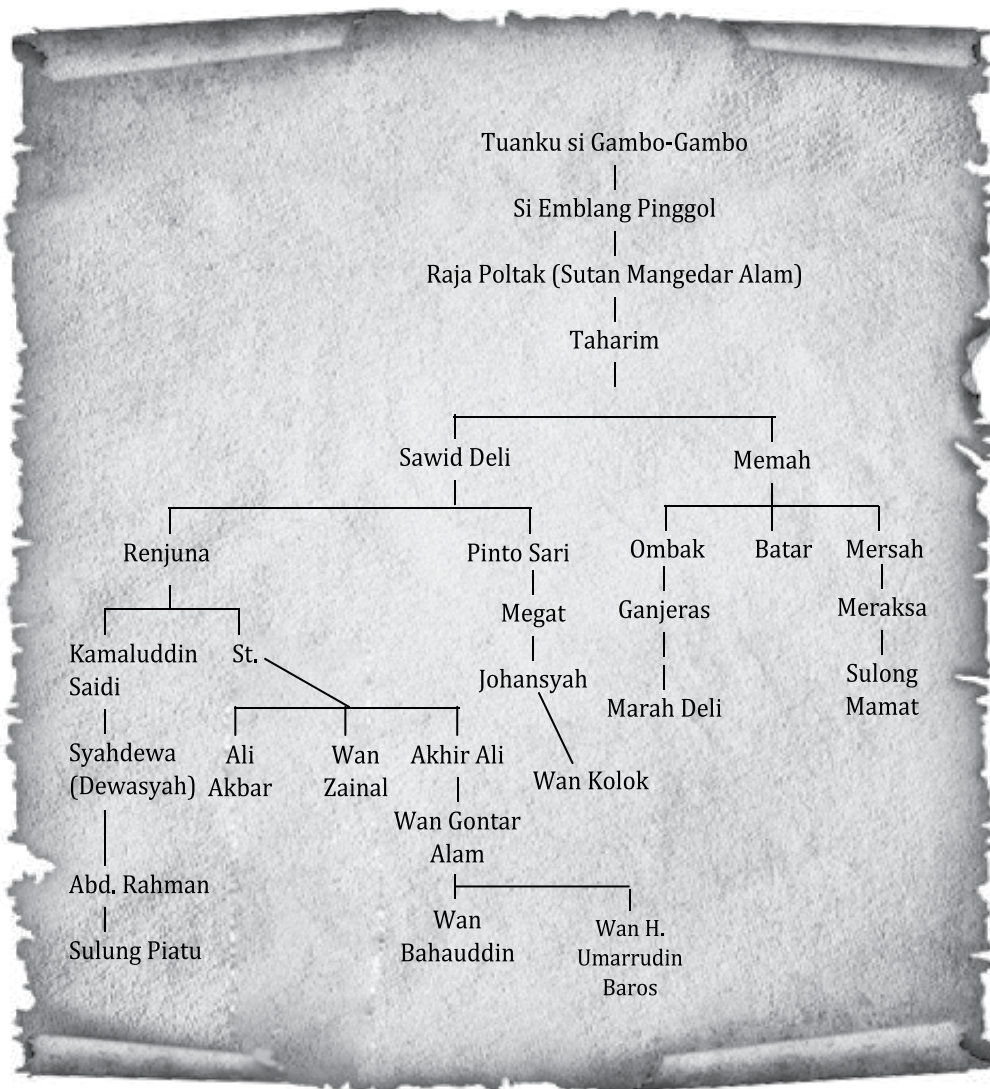 Tuanku si Gambo-Gambo
Si Emblang Pinggol
Raja Poltak (Sutan Mangedar Alam)
Taharim
Sawid Deli
Memah
Renjuna
Pinto Sari
Ombak
Batar
Mersah
Megat
Ganjeras
Meraksa
Kamaluddin
Saidi
St.
Johansyah
Marah Deli
Sulong
Mamat
Syahdewa
(Dewasyah)
Ali
Akbar
Wan
Zainal
Akhir Ali
Wan Kolok
Wan Gontar
Alam
Abd. Rahman
Wan
Bahauddin
Wan H.
Umarrudin
Baros
Sulung Piatu